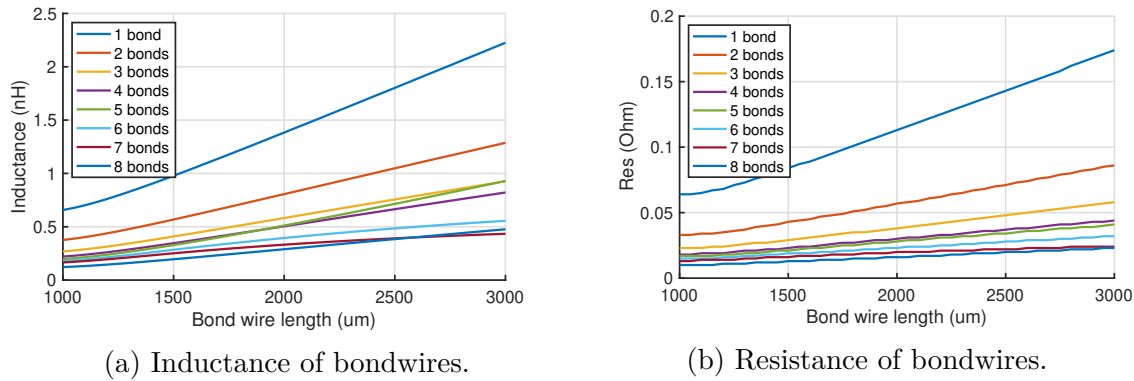 2.5
2
1.5
1
0.5
0
Inductance (nH)
1 bond
2 bonds
3 bonds
4 bonds
5 bonds
6 bonds
7 bonds
8 bonds
1000 1500 2000 2500 3000
Bond wire length (um)
(a) Inductance of bondwires.
0.2
0.15
0.1
0.05
0
Res (Ohm)
1 bond
2 bonds
3 bonds
4 bonds
5 bonds
6 bonds
7 bonds
8 bonds
1000 1500 2000 2500 3000
Bond wire length (um)
(b) Resistance of bondwires.